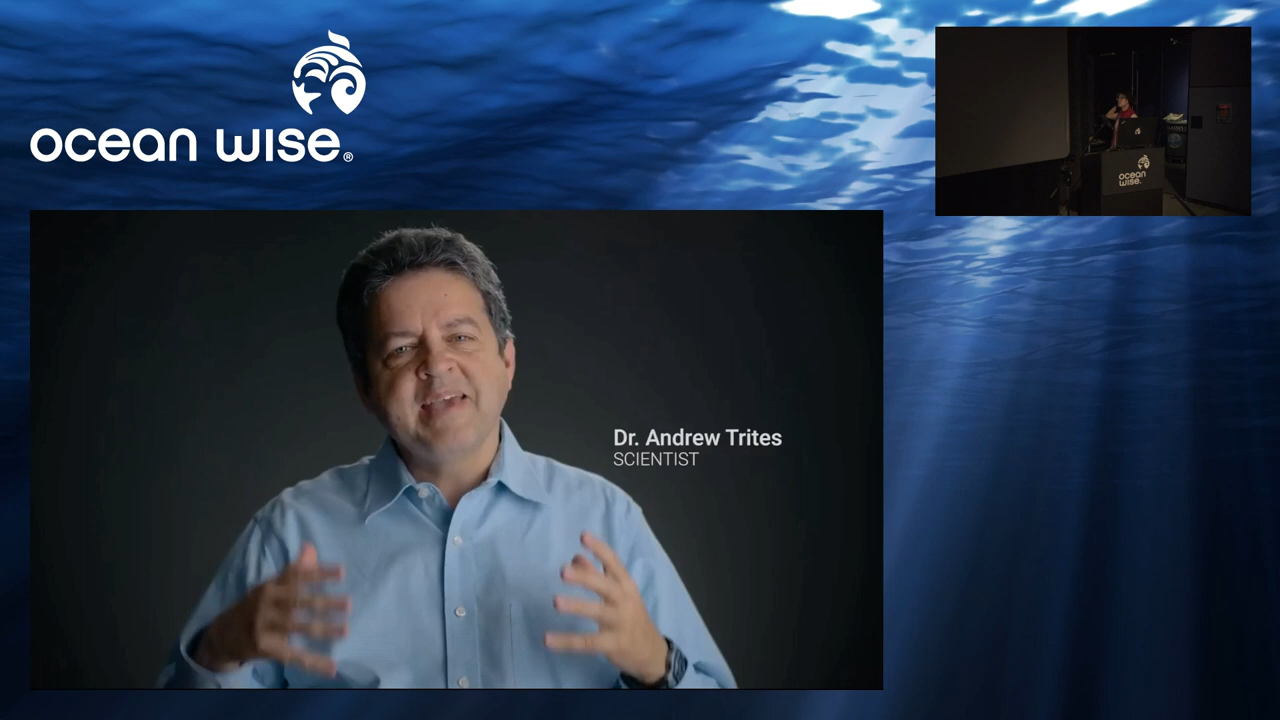 ocean wise®
Dr. Andrew Trites
SCIENTIST
ocean
wise.